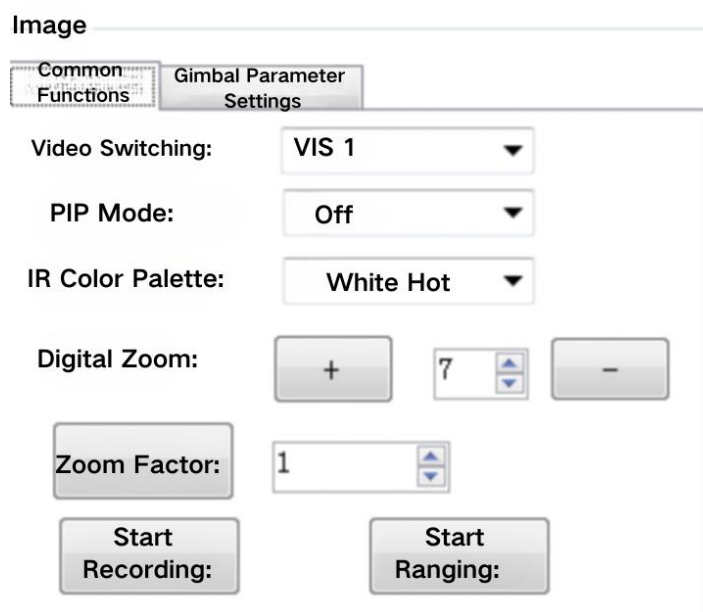 Image
Common
Functions
Gimbal Parameter
Settings
Video Switching:
VIS 1
PIP Mode:
Off
IR Color Palette:
White Hot
Digital Zoom:
+
7
−
Zoom Factor:
1
Start
Recording:
Start
Ranging: